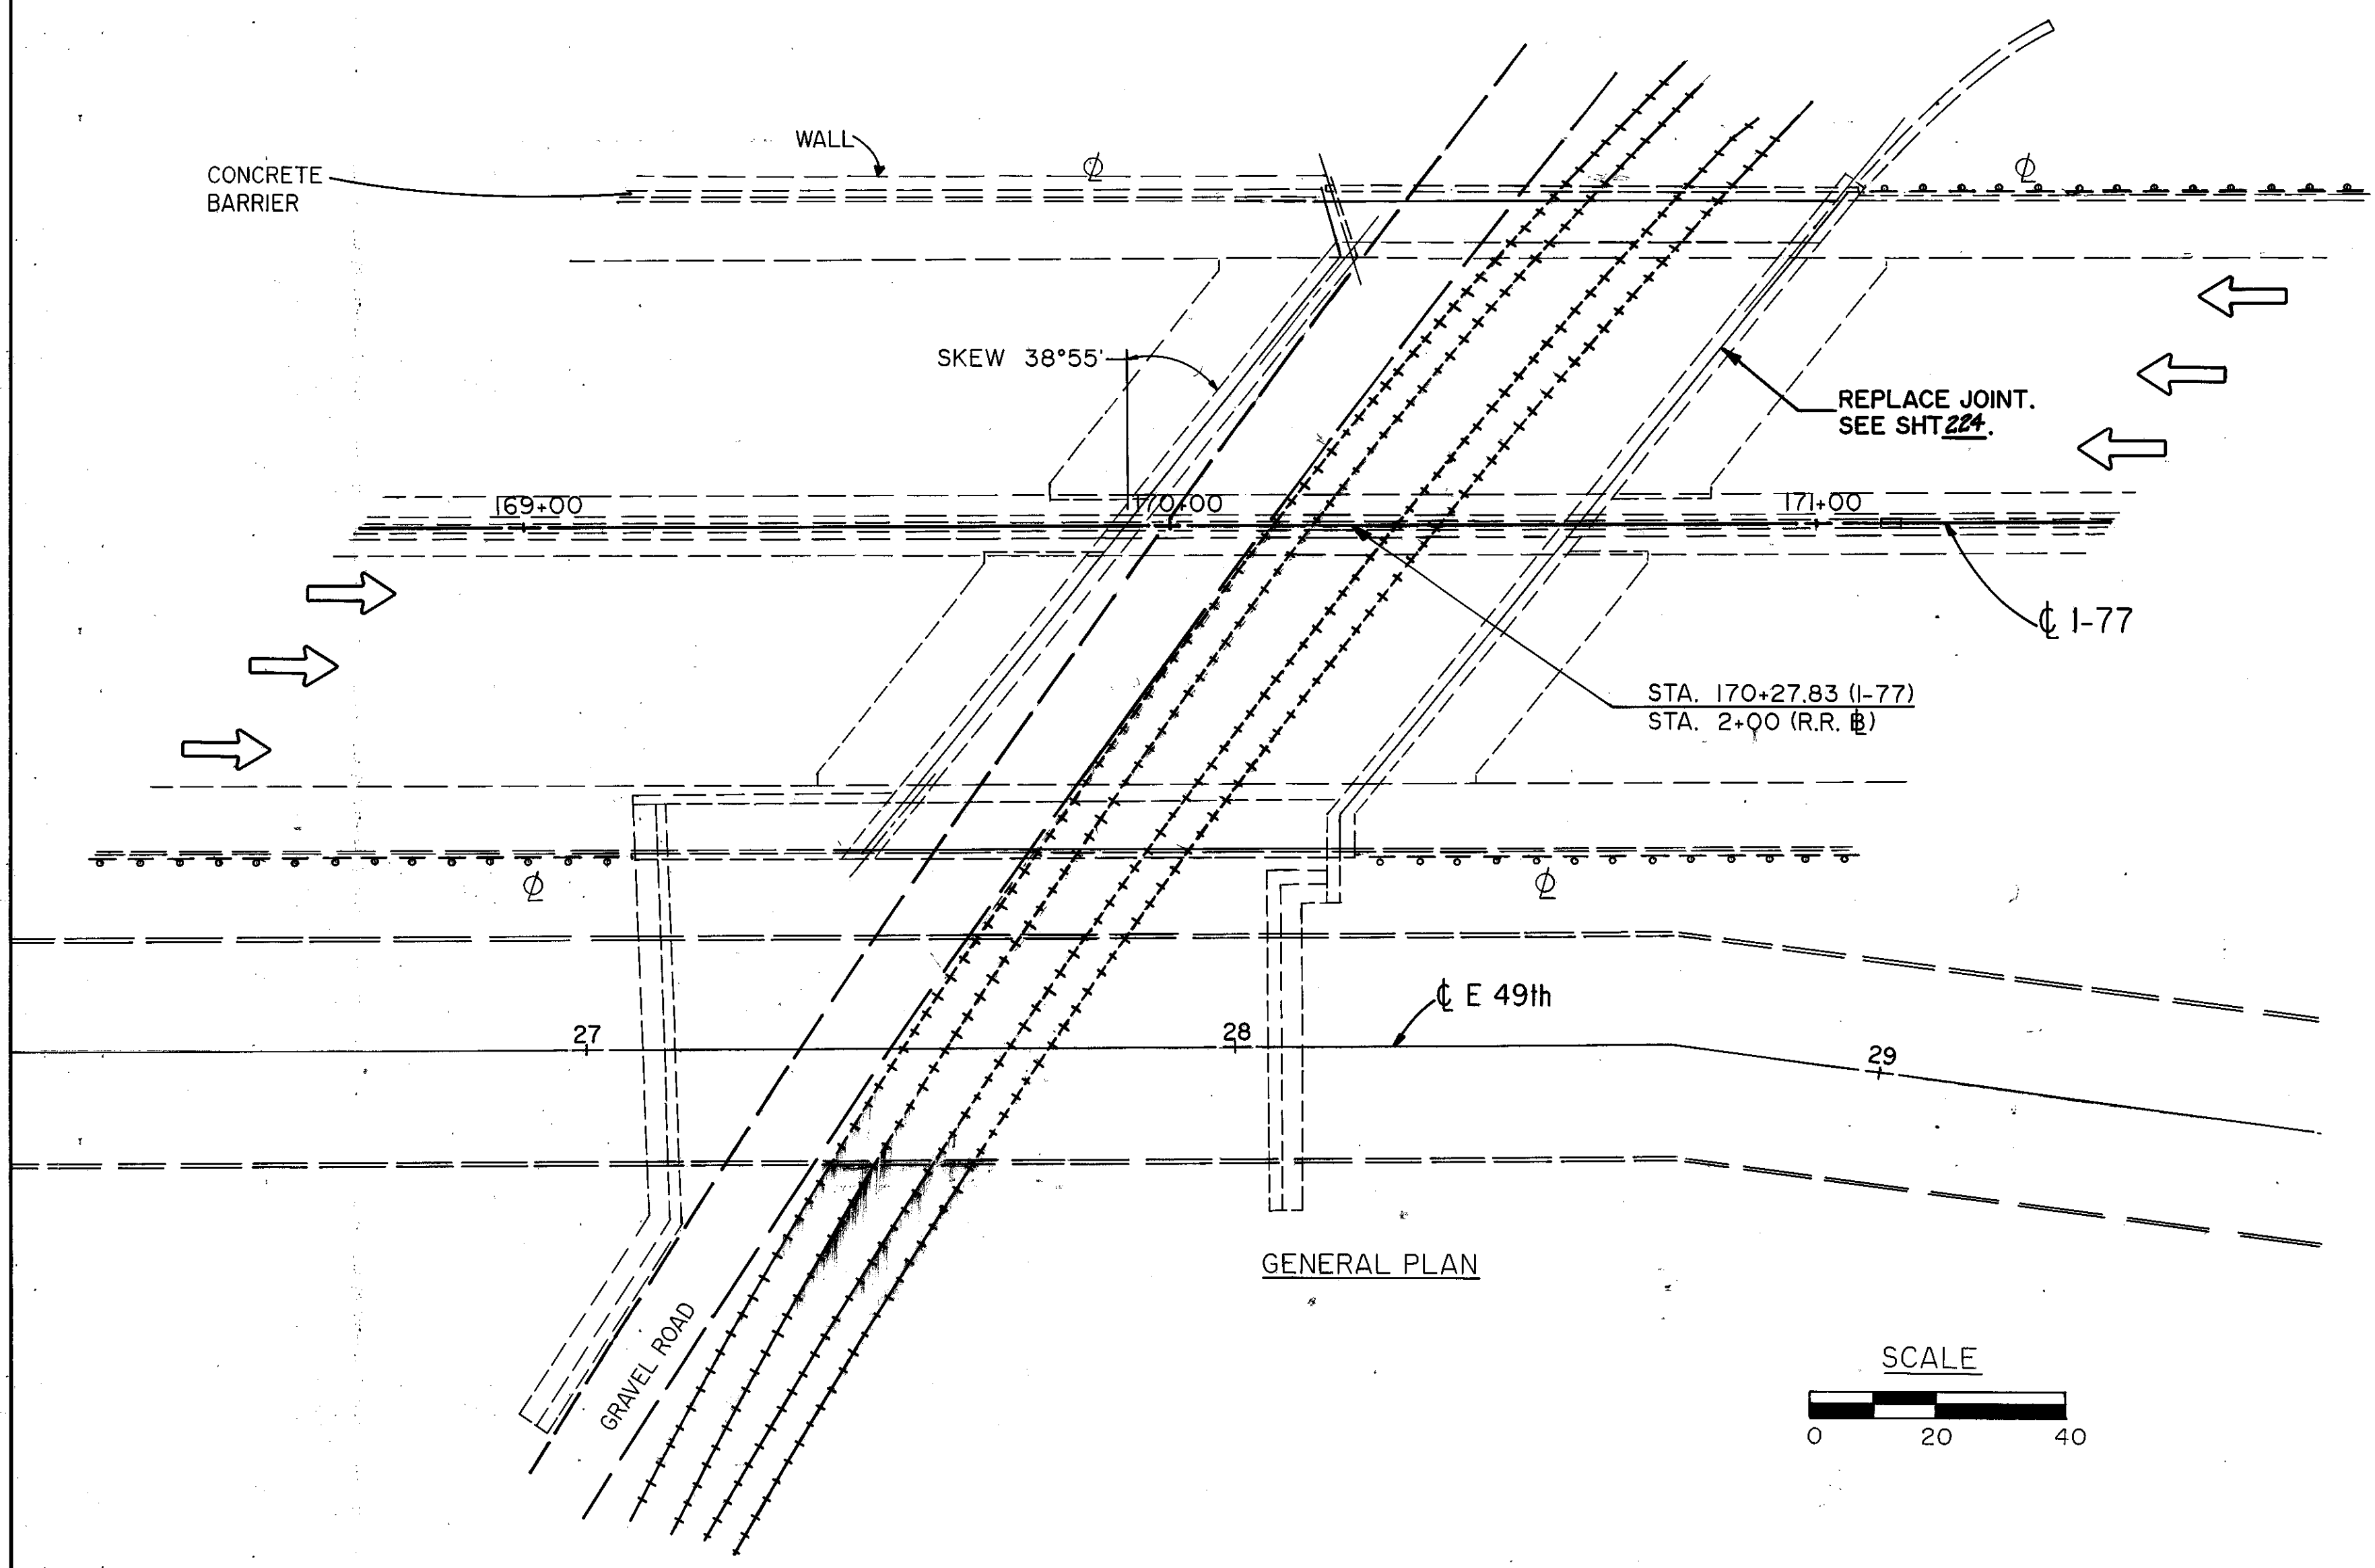 WALL
CONCRETE
BARRIER
SKEW 38°55'
REPLACE JOINT.
SEE SHT 224.
169+00
170+00
171+00
℄ I-77
STA. 170+27.83 (I-77)
STA. 2+00 (R.R. ⅊)
℄ E 49th
27
28
29
GENERAL PLAN
GRAVEL ROAD
SCALE
0 20 40